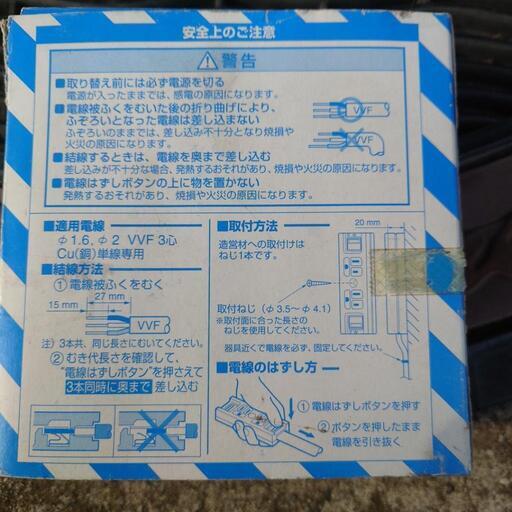 安全上のご注意
警告
■取り替え前には必ず電源を切る
電源が入ったままでは、感電の原因になります。
■電線被ふくをむいた後の折り曲げにより、
ふぞろいとなった電線は差し込まない
ふぞろいのままでは、差し込み不十分となり焼損や
火災の原因になります。
VVF
VVF
■結線するときは、電線を奥まで差し込む
差し込みが不十分な場合、発熱するおそれがあり、焼損や火災の原因になります。
■電線はずしボタンの上に物を置かない
発熱するおそれがあり、焼損や火災の原因になります。
■適用電線
φ1.6、φ2 VVF 3心
Cu(銅)単線専用
■結線方法
①電線被ふくをむく
27 mm
15 mm
VVF
注）3本共、同じ長さにむいてください。
②むき代長さを確認して、
"電線はずしボタン"を押さえて
3本同時に奥まで差し込む
■取付方法
造営材への取付けは
ねじ1本です。
20 mm
取付ねじ（φ3.5〜φ4.1）
※取付面に合った長さの
ねじを使用してください。
器具近くで電線を必ず、固定してください。
■電線のはずし方
①電線はずしボタンを押す
②ボタンを押したまま
電線を引き抜く